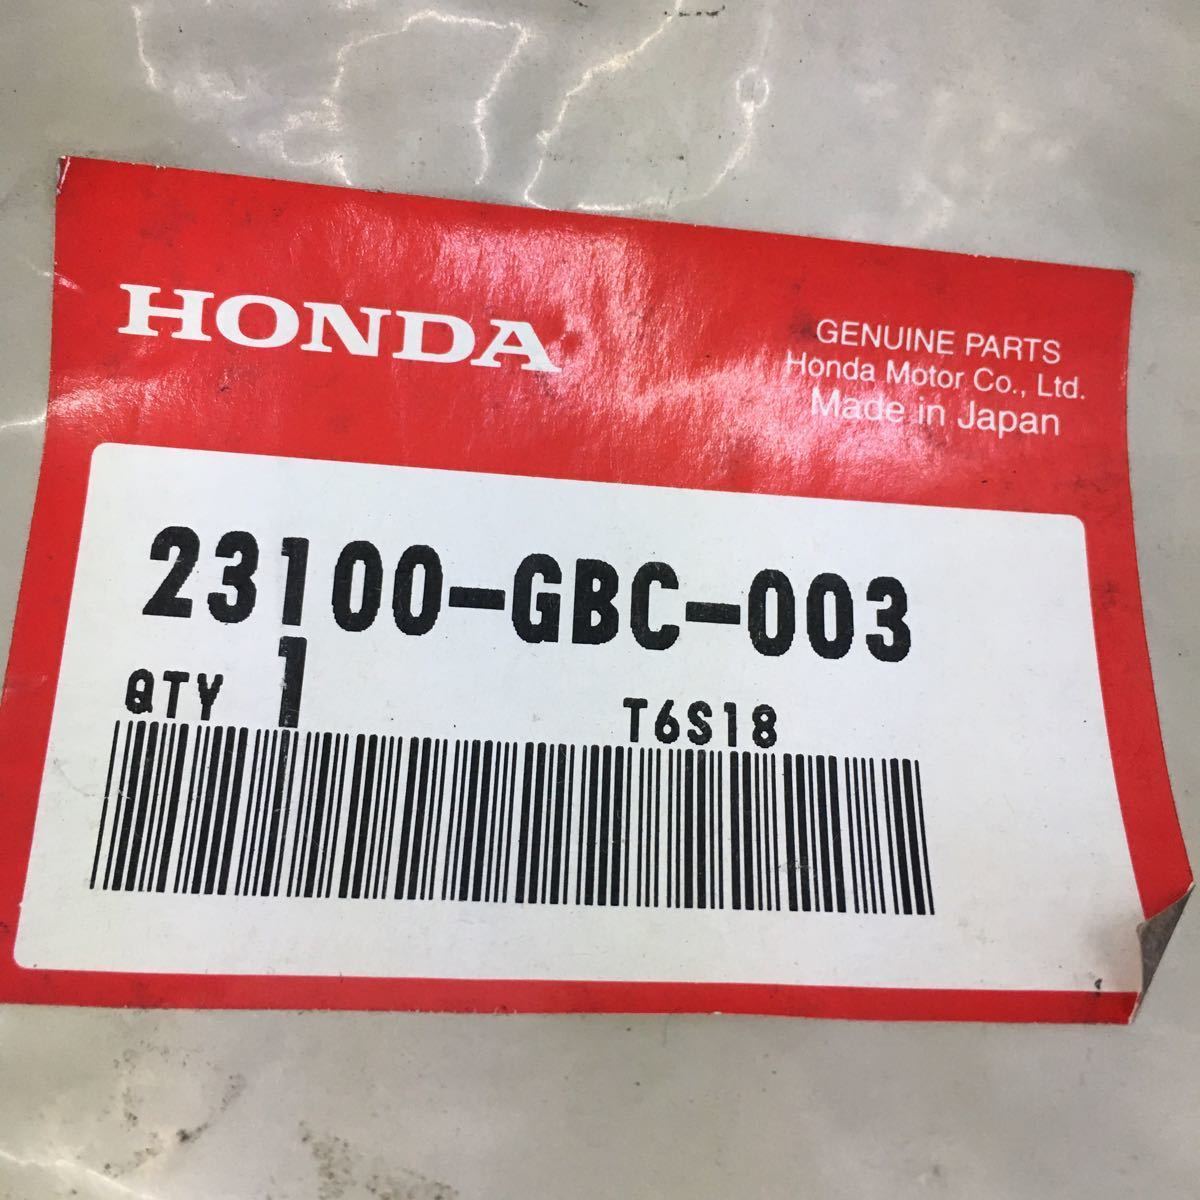 HONDA
GENUINE PARTS
Honda Motor Co., Ltd.
Made in Japan
23100-GBC-003
QTY 1 T6S18